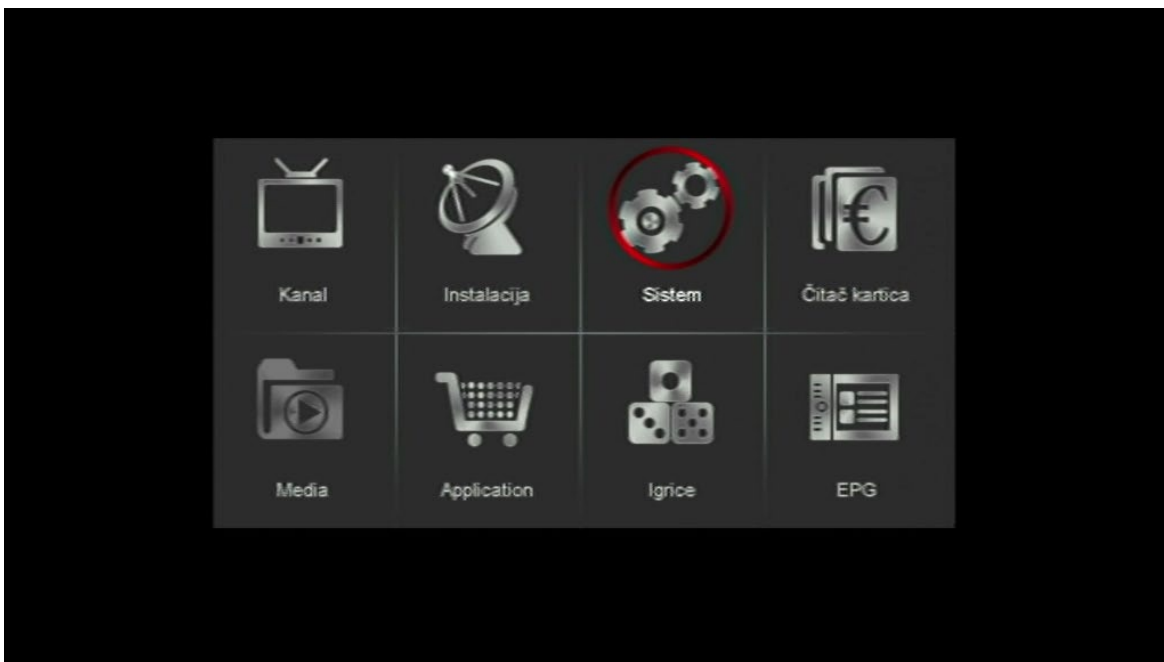 Kanal
Instalacija
Sistem
Čitač kartica
Media
Application
Igrice
EPG